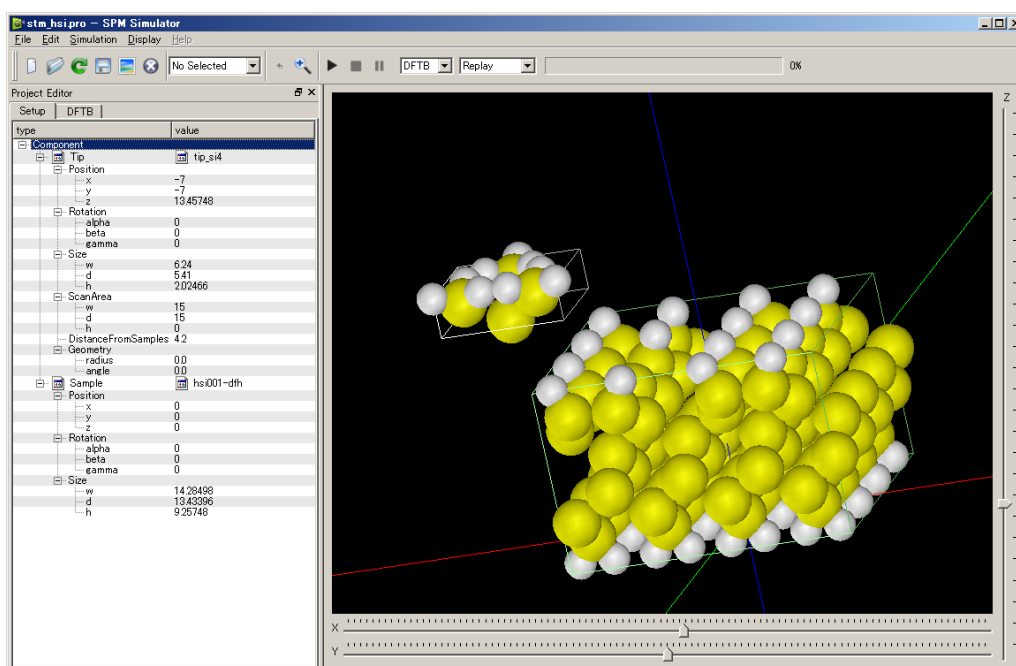 stm_hsi.pro - SPM Simulator
File Edit Simulation Display Help
No Selected DFTB Replay 0%
Project Editor
Setup DFTB
type value
Component
Tip tip_si4
Position
x -7
y -7
z 13.45748
Rotation
alpha 0
beta 0
gamma 0
Size
w 6.24
d 5.41
h 2.02466
ScanArea
w 15
d 15
h 0
DistanceFromSamples 4.2
Geometry
radius 0.0
angle 0.0
Sample hsi001-dfh
Position
x 0
y 0
z 0
Rotation
alpha 0
beta 0
gamma 0
Size
w 14.28498
d 13.43396
h 9.25748
Z
X
Y